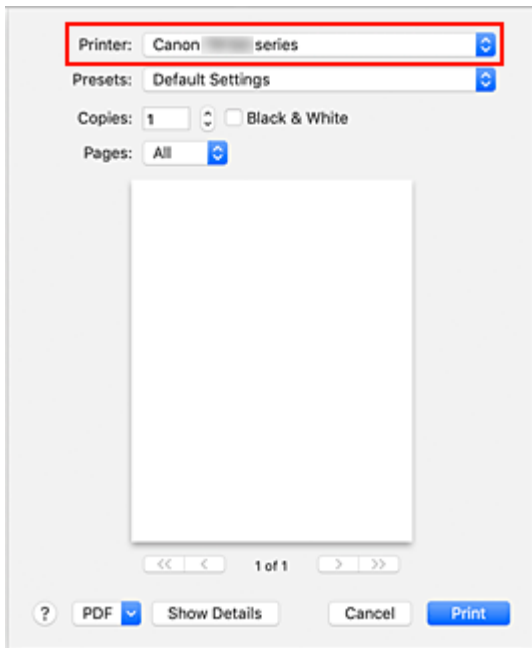 Printer: Canon series
Presets: Default Settings
Copies: 1 Black & White
Pages: All
<< < 1 of 1 > >>
? PDF Show Details Cancel Print